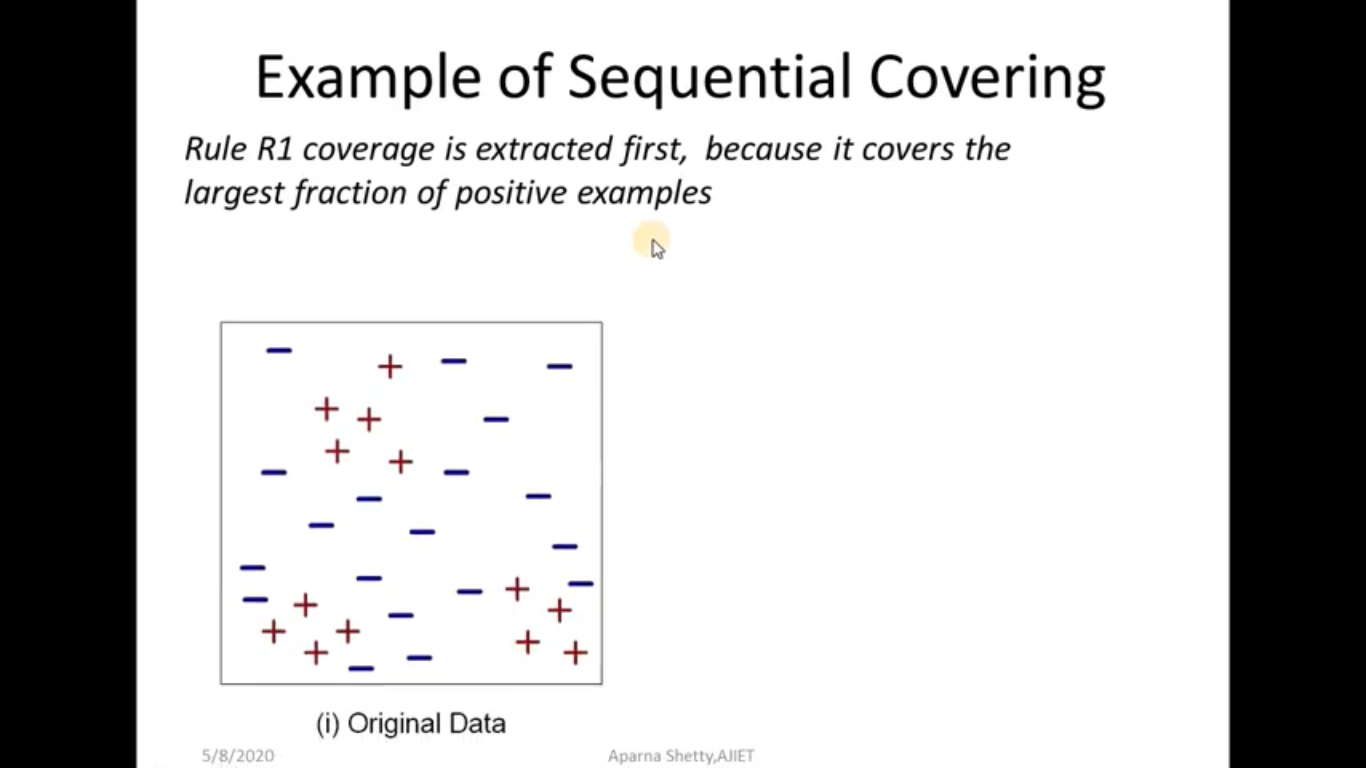 Example of Sequential Covering
Rule R1 coverage is extracted first, because it covers the
largest fraction of positive examples
(i) Original Data
5/8/2020
Aparna Shetty,AJIET